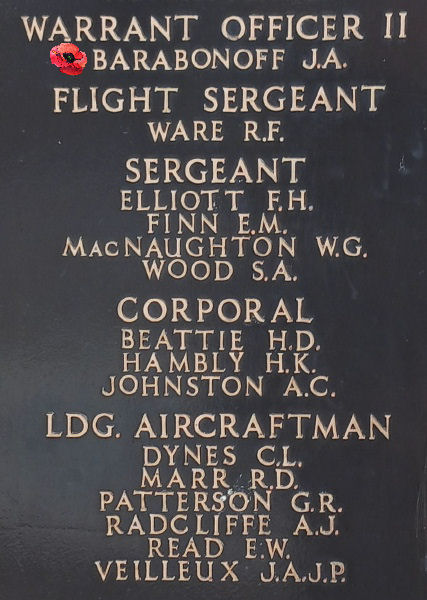 WARRANT OFFICER II
BARABONOFF J.A.
FLIGHT SERGEANT
WARE R.F.
SERGEANT
ELLIOTT F.H.
FINN E.M.
MacNAUGHTON W.G.
WOOD S.A.
CORPORAL
BEATTIE H.D.
HAMBLY H.K.
JOHNSTON A.C.
LDG. AIRCRAFTMAN
DYNES C.L.
MARR R.D.
PATTERSON G.R.
RADCLIFFE A.J.
READ E.W.
VEILLEUX J.A.J.P.